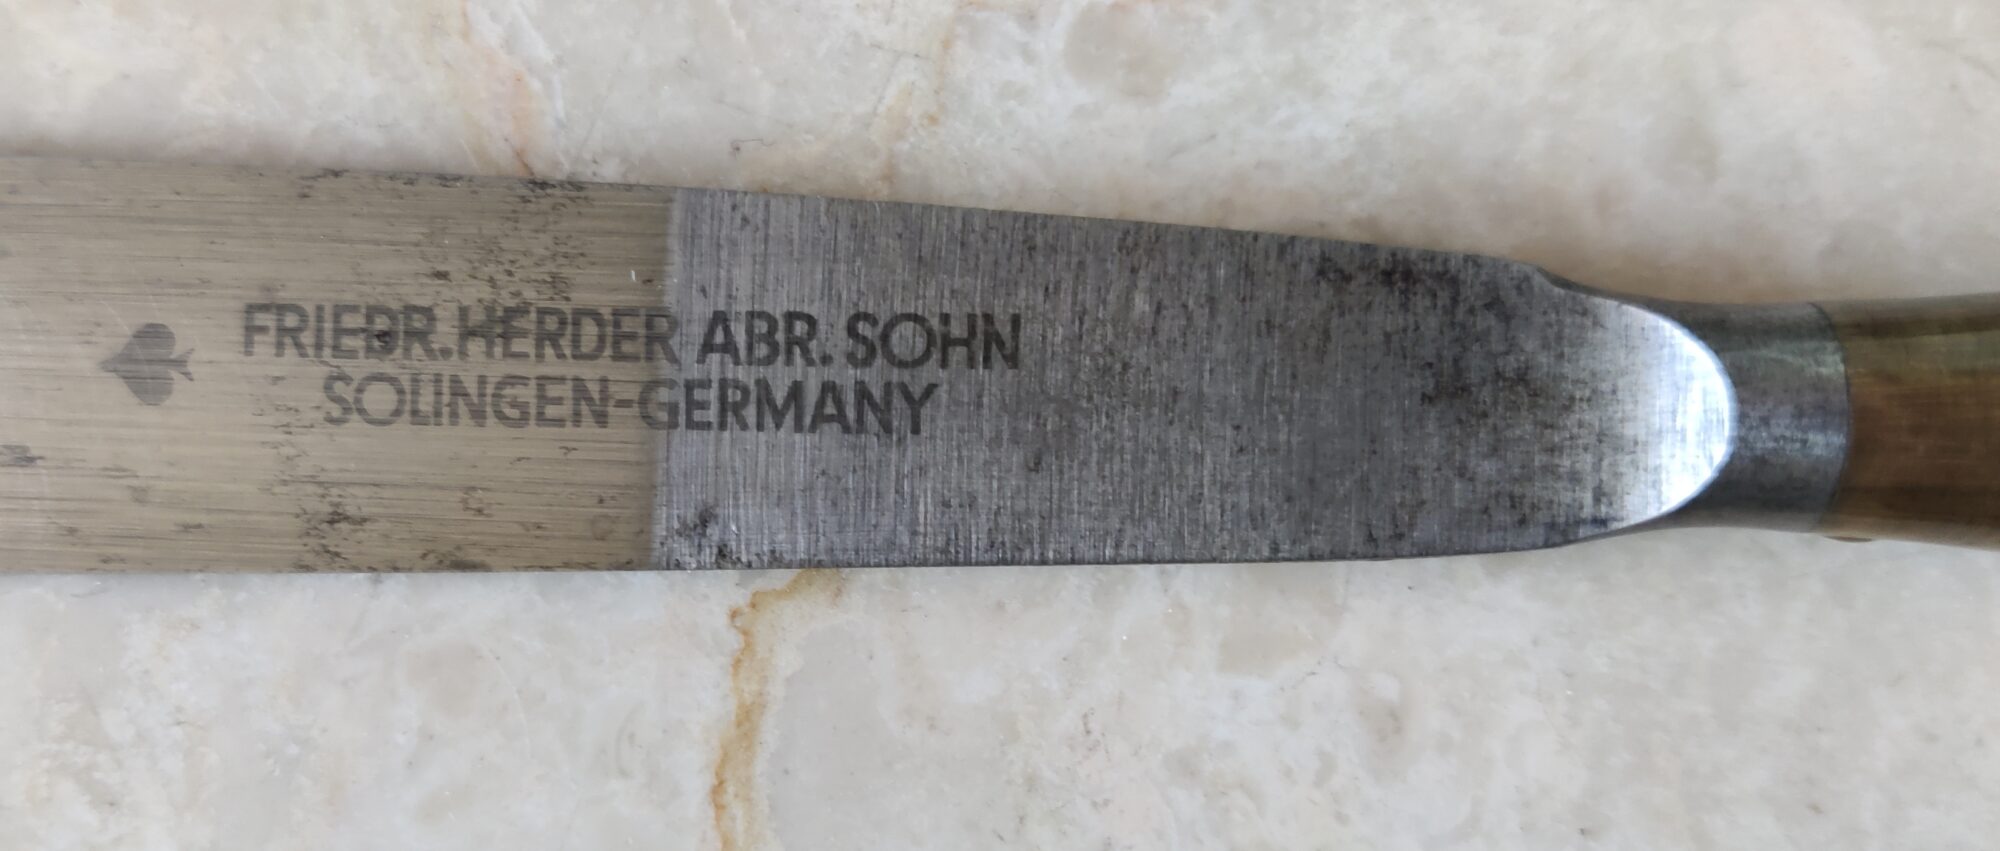 FRIEDR. HERDER ABR. SOHN
SOLINGEN-GERMANY